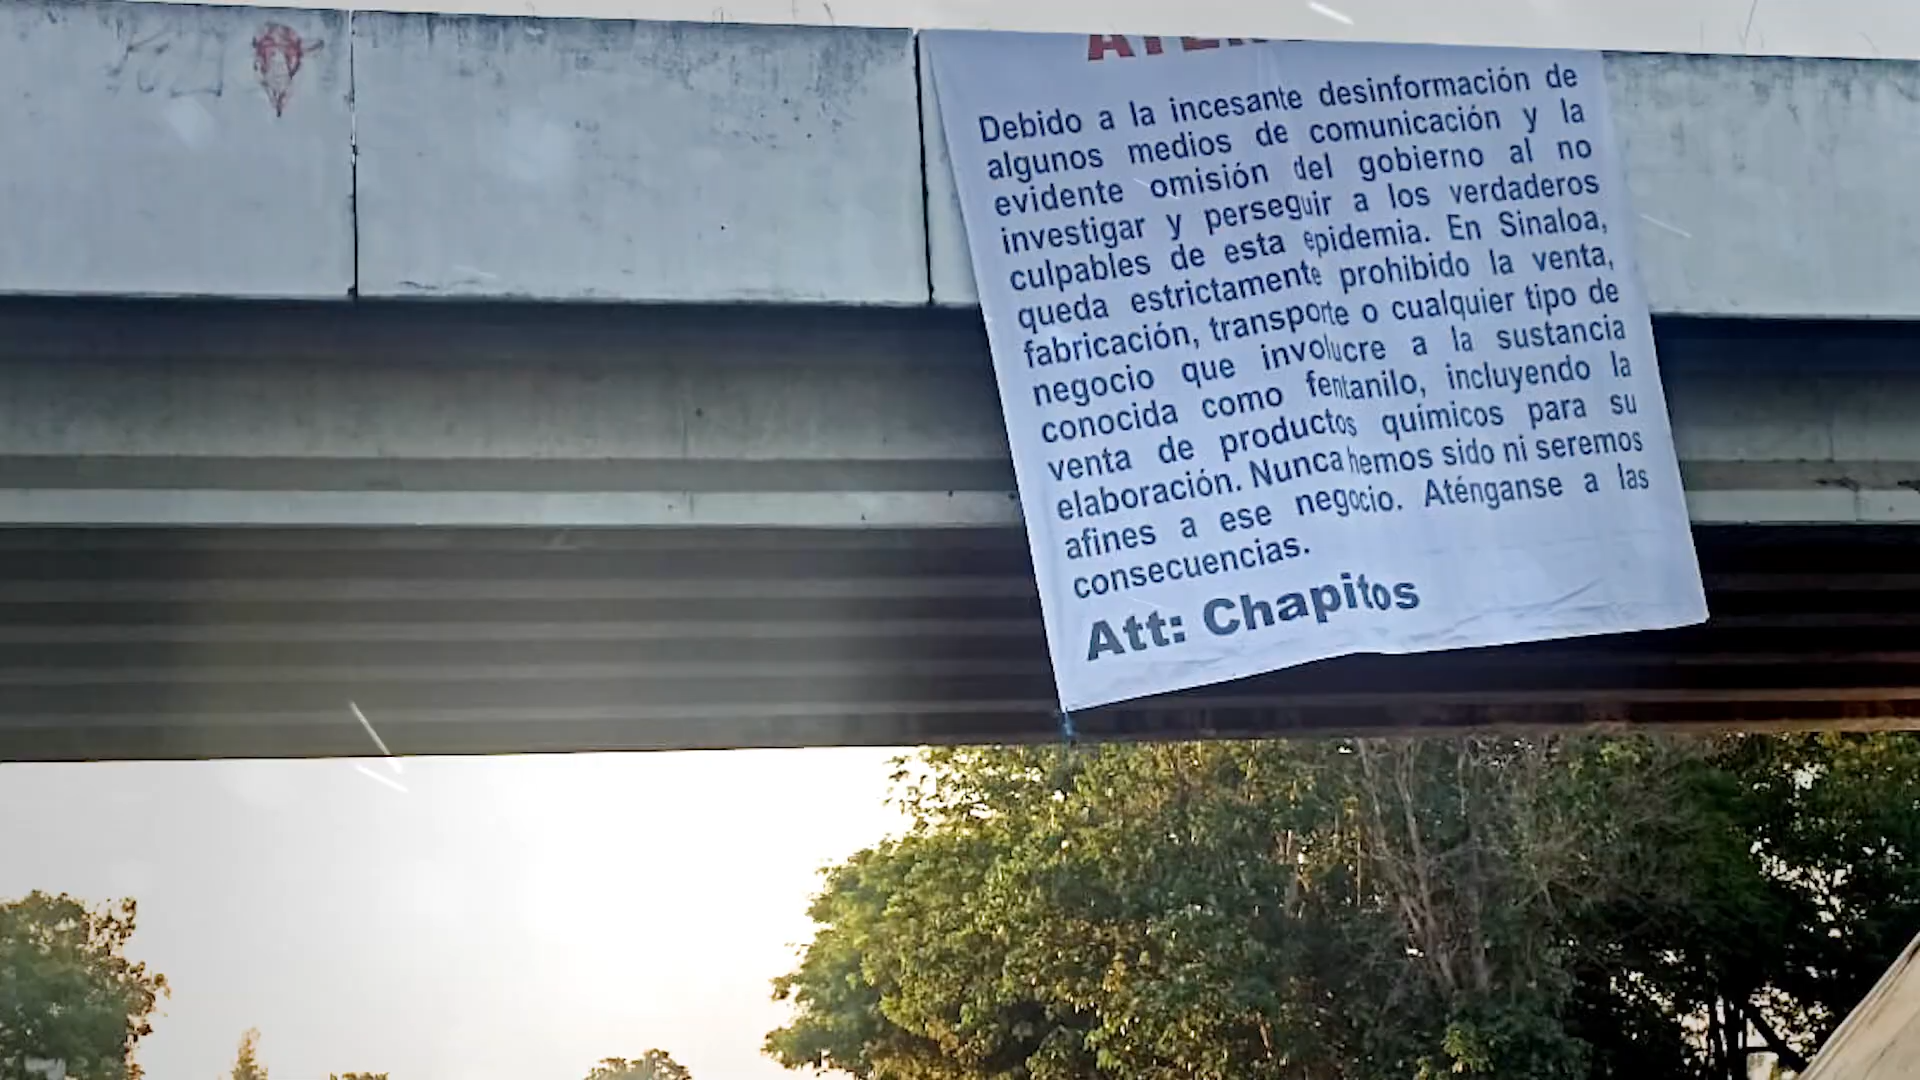 Debido a la incesante desinformación de
algunos medios de comunicación y la
evidente omisión del gobierno al no
investigar y perseguir a los verdaderos
culpables de esta epidemia. En Sinaloa,
queda estrictamente prohibido la venta,
fabricación, transporte o cualquier tipo de
negocio que involucre a la sustancia
conocida como fentanilo, incluyendo la
venta de productos químicos para su
elaboración. Nunca hemos sido ni seremos
afines a ese negocio. Aténganse a las
consecuencias.
Att: Chapitos